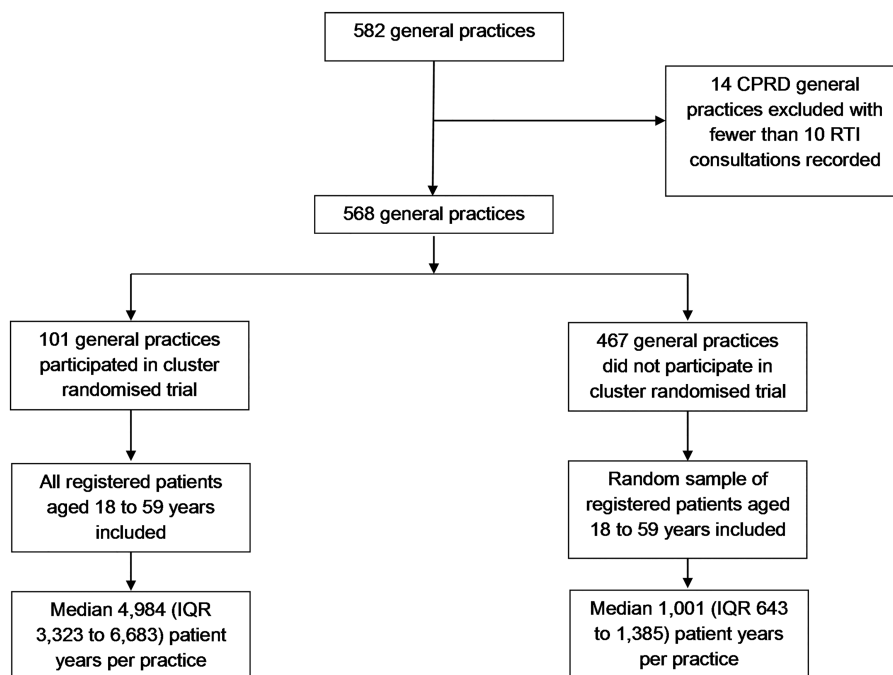 582 general practices
14 CPRD general
practices excluded with
fewer than 10 RTI
consultations recorded
568 general practices
101 general practices
participated in cluster
randomised trial
467 general practices
did not participate in
cluster randomised trial
All registered patients
aged 18 to 59 years
included
Random sample of
registered patients aged
18 to 59 years included
Median 4,984 (IQR
3,323 to 6,683) patient
years per practice
Median 1,001 (IQR 643
to 1,385) patient years
per practice